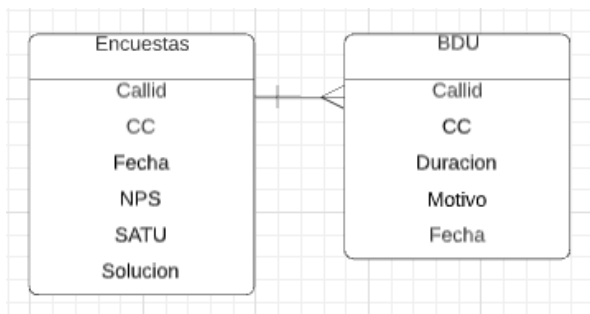 Encuestas
Callid
CC
Fecha
NPS
SATU
Solucion
BDU
Callid
CC
Duracion
Motivo
Fecha